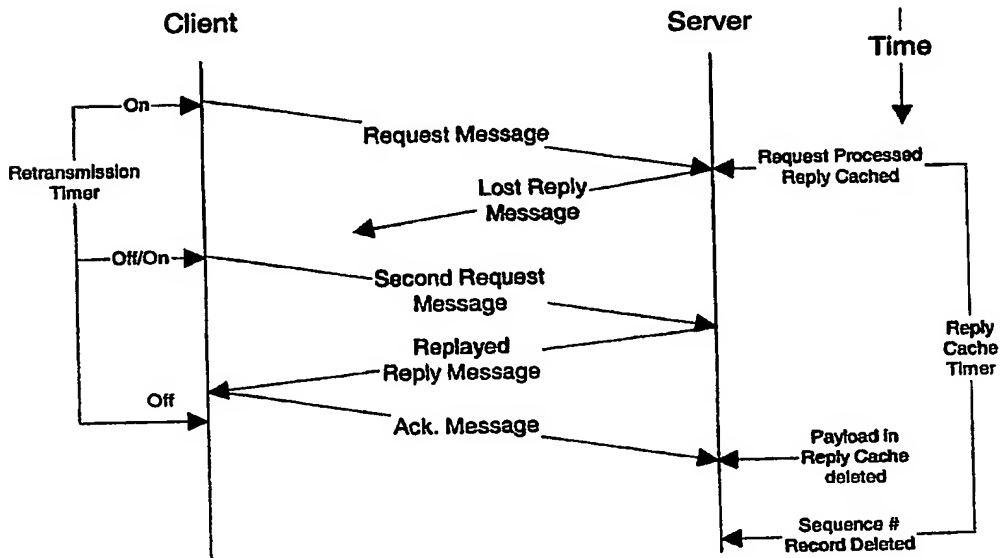 Client
Server
Time
On
Request Message
Request Processed
Reply Cached
Retransmission
Timer
Lost Reply
Message
Off/On
Second Request
Message
Reply
Cache
Timer
Replayed
Reply Message
Off
Ack. Message
Payload in
Reply Cache
deleted
Sequence #
Record Deleted